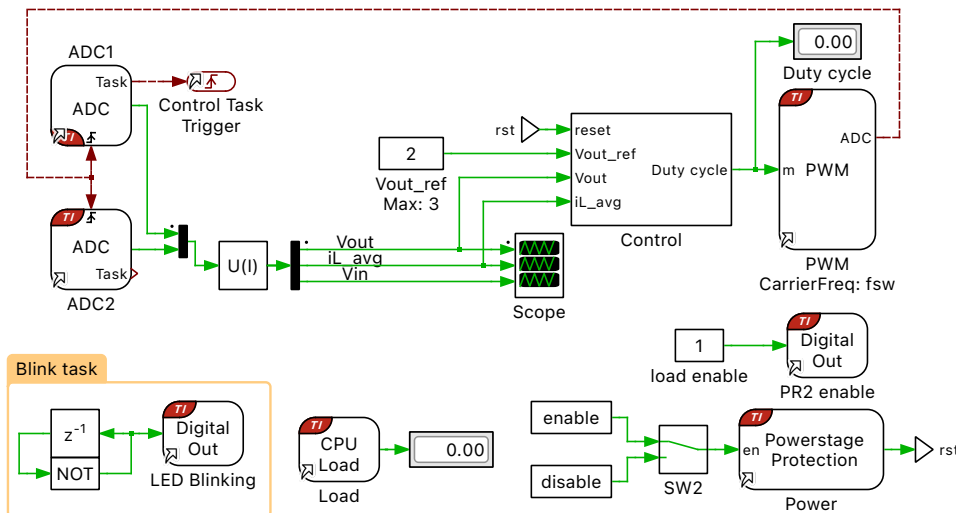 ADC1
Task
ADC
TI
Control Task
Trigger
TI
ADC
Task
ADC2
U(I)
Vout
iL_avg
Vin
Scope
rst
2
Vout_ref
Max: 3
reset
Vout_ref
Vout
iL_avg
Duty cycle
Control
0.00
Duty cycle
TI
ADC
m
PWM
PWM
CarrierFreq: fsw
1
load enable
TI
Digital
Out
PR2 enable
Blink task
z-1
NOT
TI
Digital
Out
LED Blinking
TI
CPU
Load
Load
0.00
enable
disable
SW2
TI
en
Powerstage
Protection
Power
rst